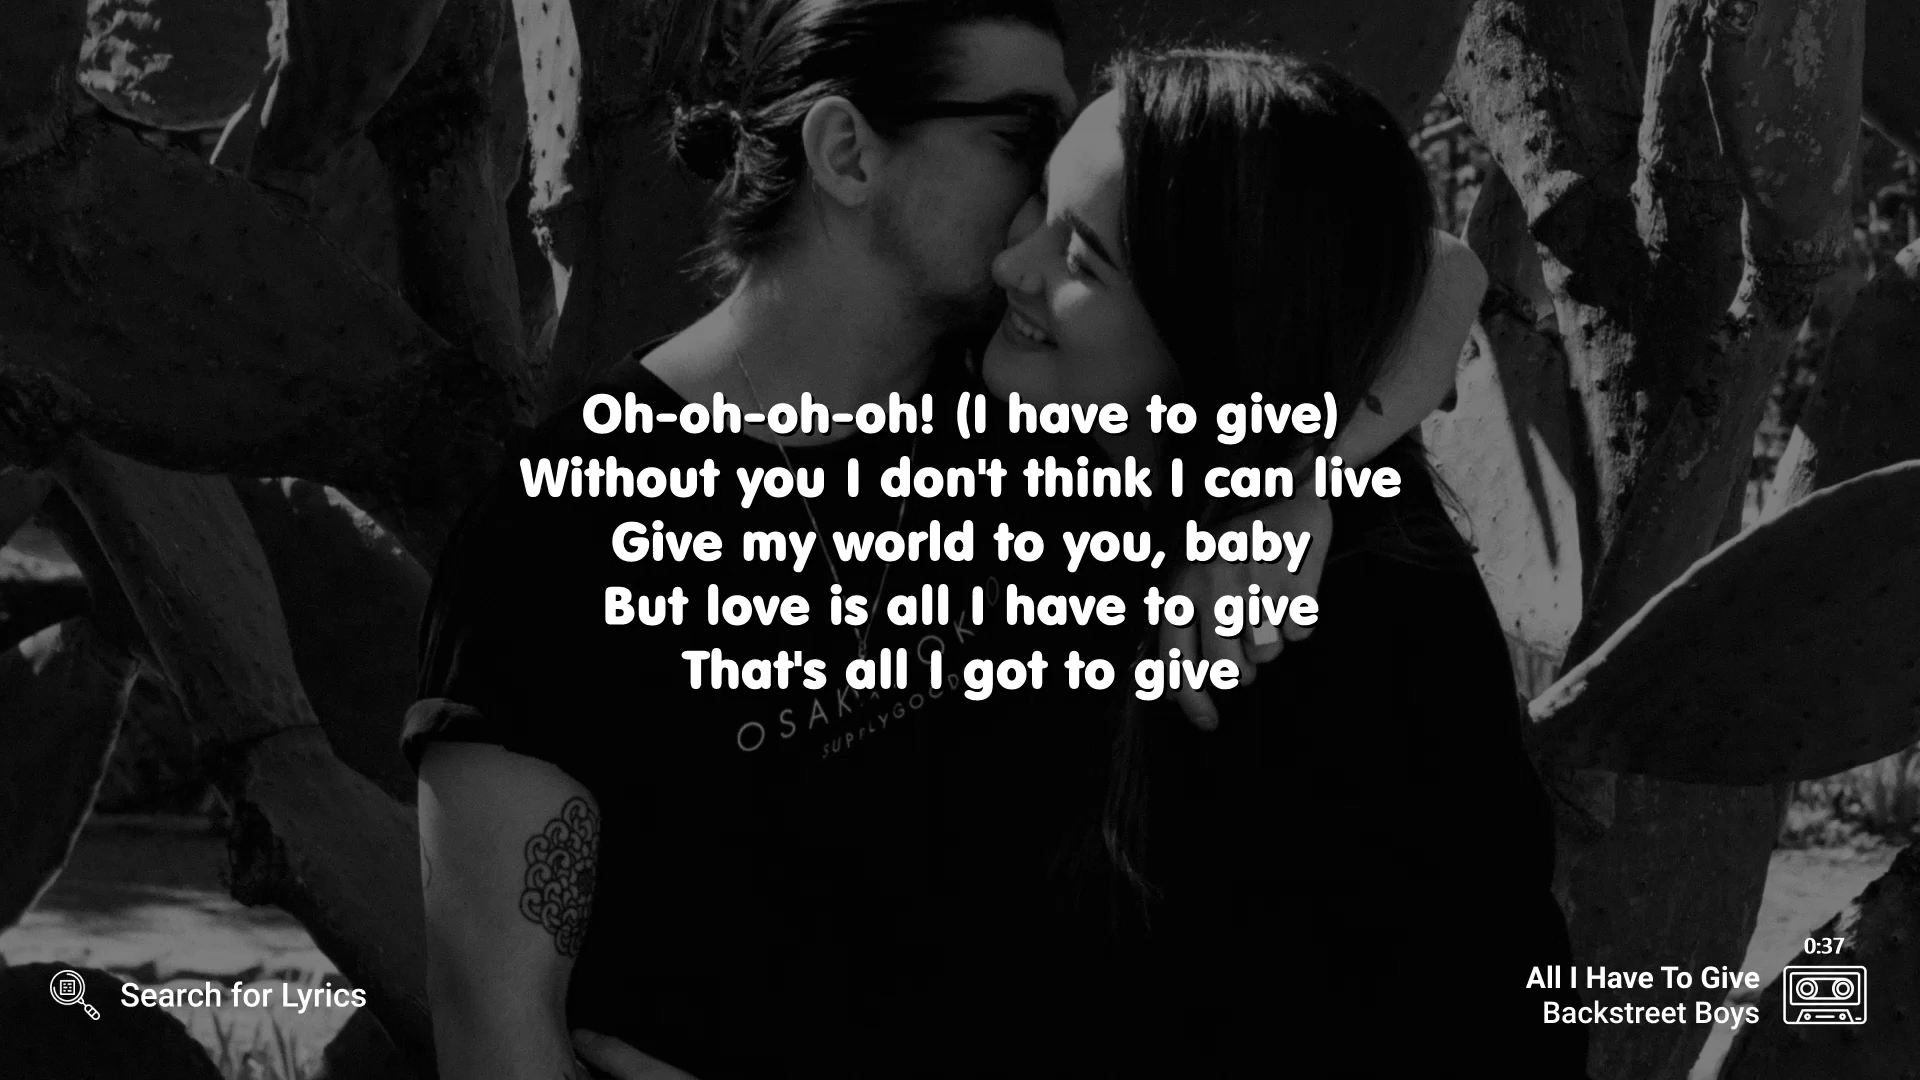 Oh-oh-oh-oh! (I have to give)
Without you I don't think I can live
Give my world to you, baby
But love is all I have to give
That's all I got to give
SUPPLYGOOD
0:37
Search for Lyrics
All I Have To Give
Backstreet Boys